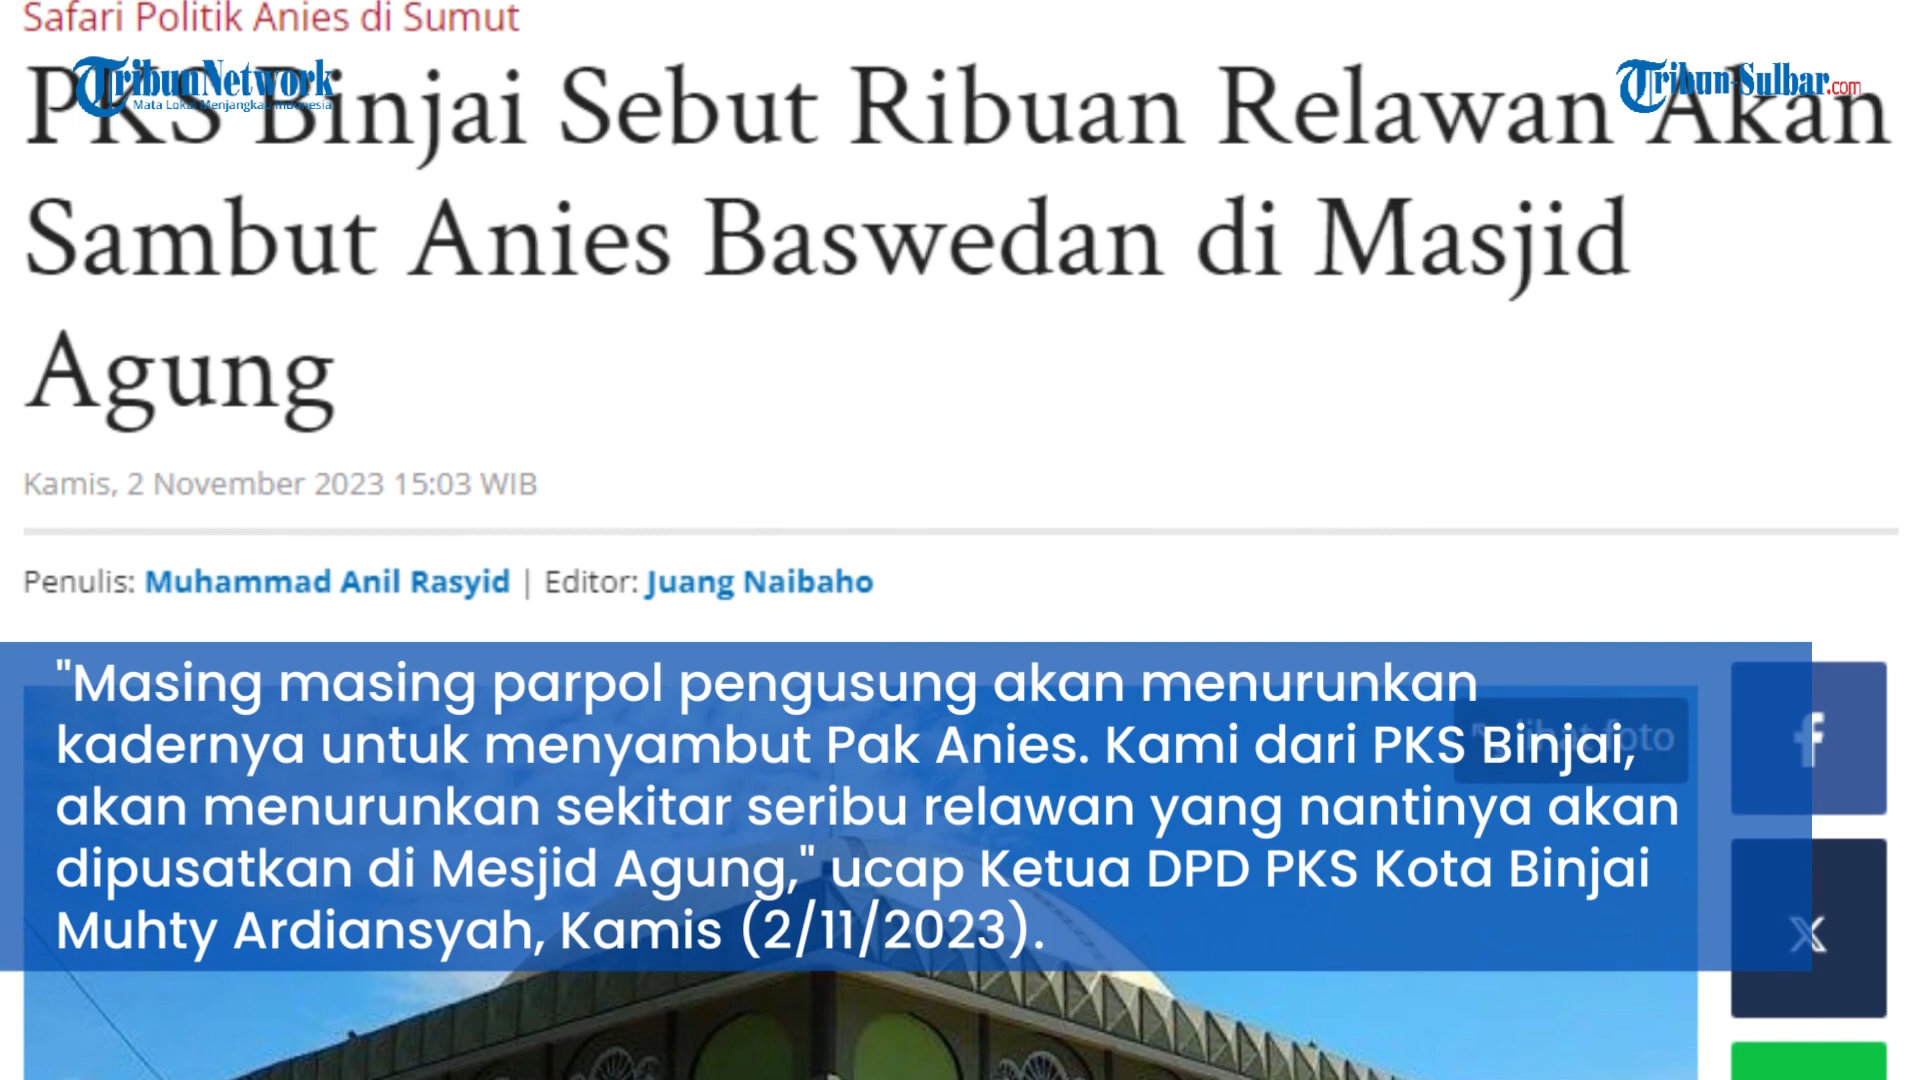 Safari Politik Anies di Sumut
TribunNetwork
Mata Lokal Menjangkau Indonesia
Tribun-Sulbar.com
PKS Binjai Sebut Ribuan Relawan Akan
Sambut Anies Baswedan di Masjid
Agung
Kamis, 2 November 2023 15:03 WIB
Penulis: Muhammad Anil Rasyid | Editor: Juang Naibaho
"Masing masing parpol pengusung akan menurunkan
kadernya untuk menyambut Pak Anies. Kami dari PKS Binjai,
akan menurunkan sekitar seribu relawan yang nantinya akan
dipusatkan di Mesjid Agung," ucap Ketua DPD PKS Kota Binjai
Muhty Ardiansyah, Kamis (2/11/2023).
lihat foto